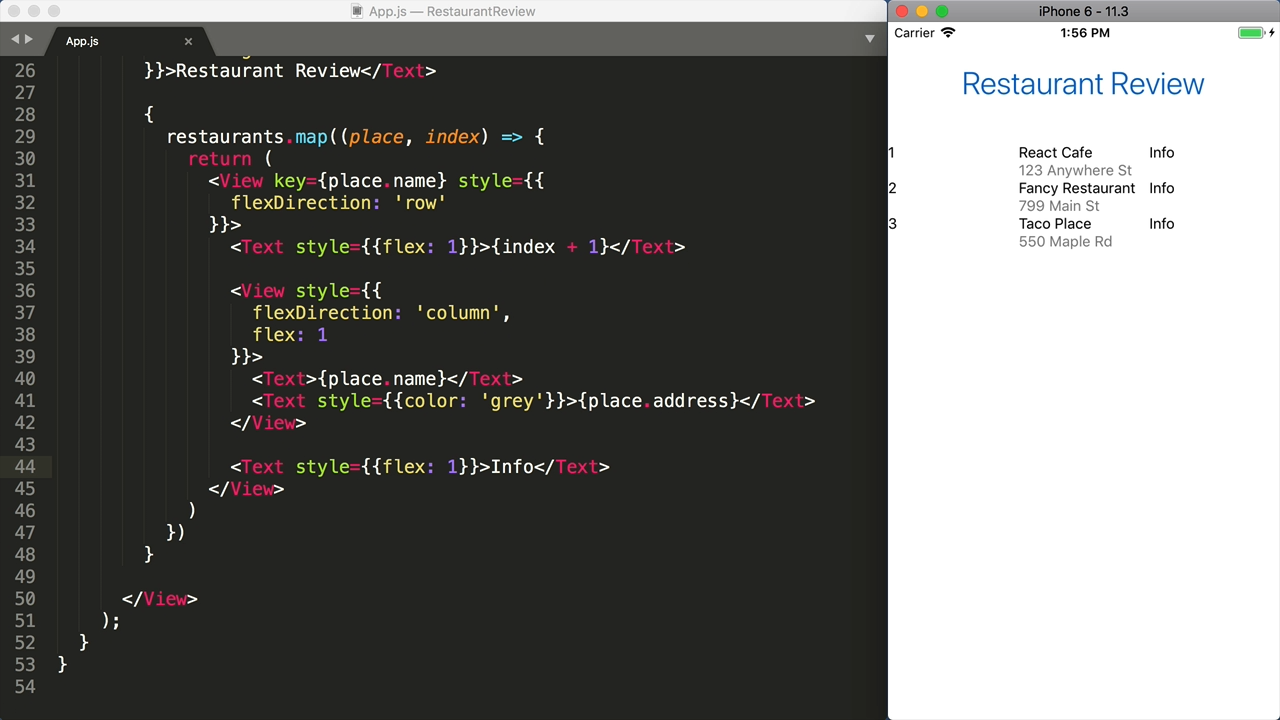 App.js — RestaurantReview
App.js
26 }}>Restaurant Review</Text>
27
28 {
29 restaurants.map((place, index) => {
30 return (
31 <View key={place.name} style={{
32 flexDirection: 'row'
33 }}>
34 <Text style={{flex: 1}}>{index + 1}</Text>
35
36 <View style={{
37 flexDirection: 'column',
38 flex: 1
39 }}>
40 <Text>{place.name}</Text>
41 <Text style={{color: 'grey'}}>{place.address}</Text>
42 </View>
43
44 <Text style={{flex: 1}}>Info</Text>
45 </View>
46 )
47 })
48 }
49
50 </View>
51 );
52 }
53 }
54
iPhone 6 - 11.3
Carrier 1:56 PM
Restaurant Review
1 React Cafe Info
123 Anywhere St
2 Fancy Restaurant Info
799 Main St
3 Taco Place Info
550 Maple Rd